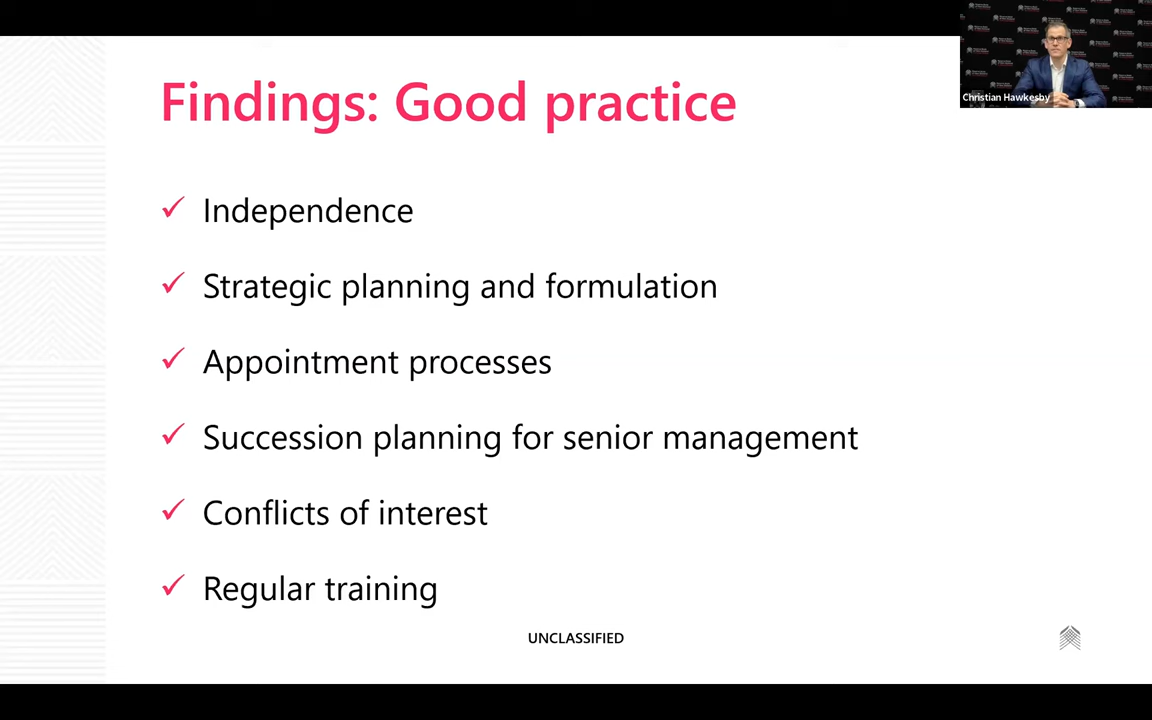 Findings: Good practice
Christian Hawkesby
✓ Independence
✓ Strategic planning and formulation
✓ Appointment processes
✓ Succession planning for senior management
✓ Conflicts of interest
✓ Regular training
UNCLASSIFIED